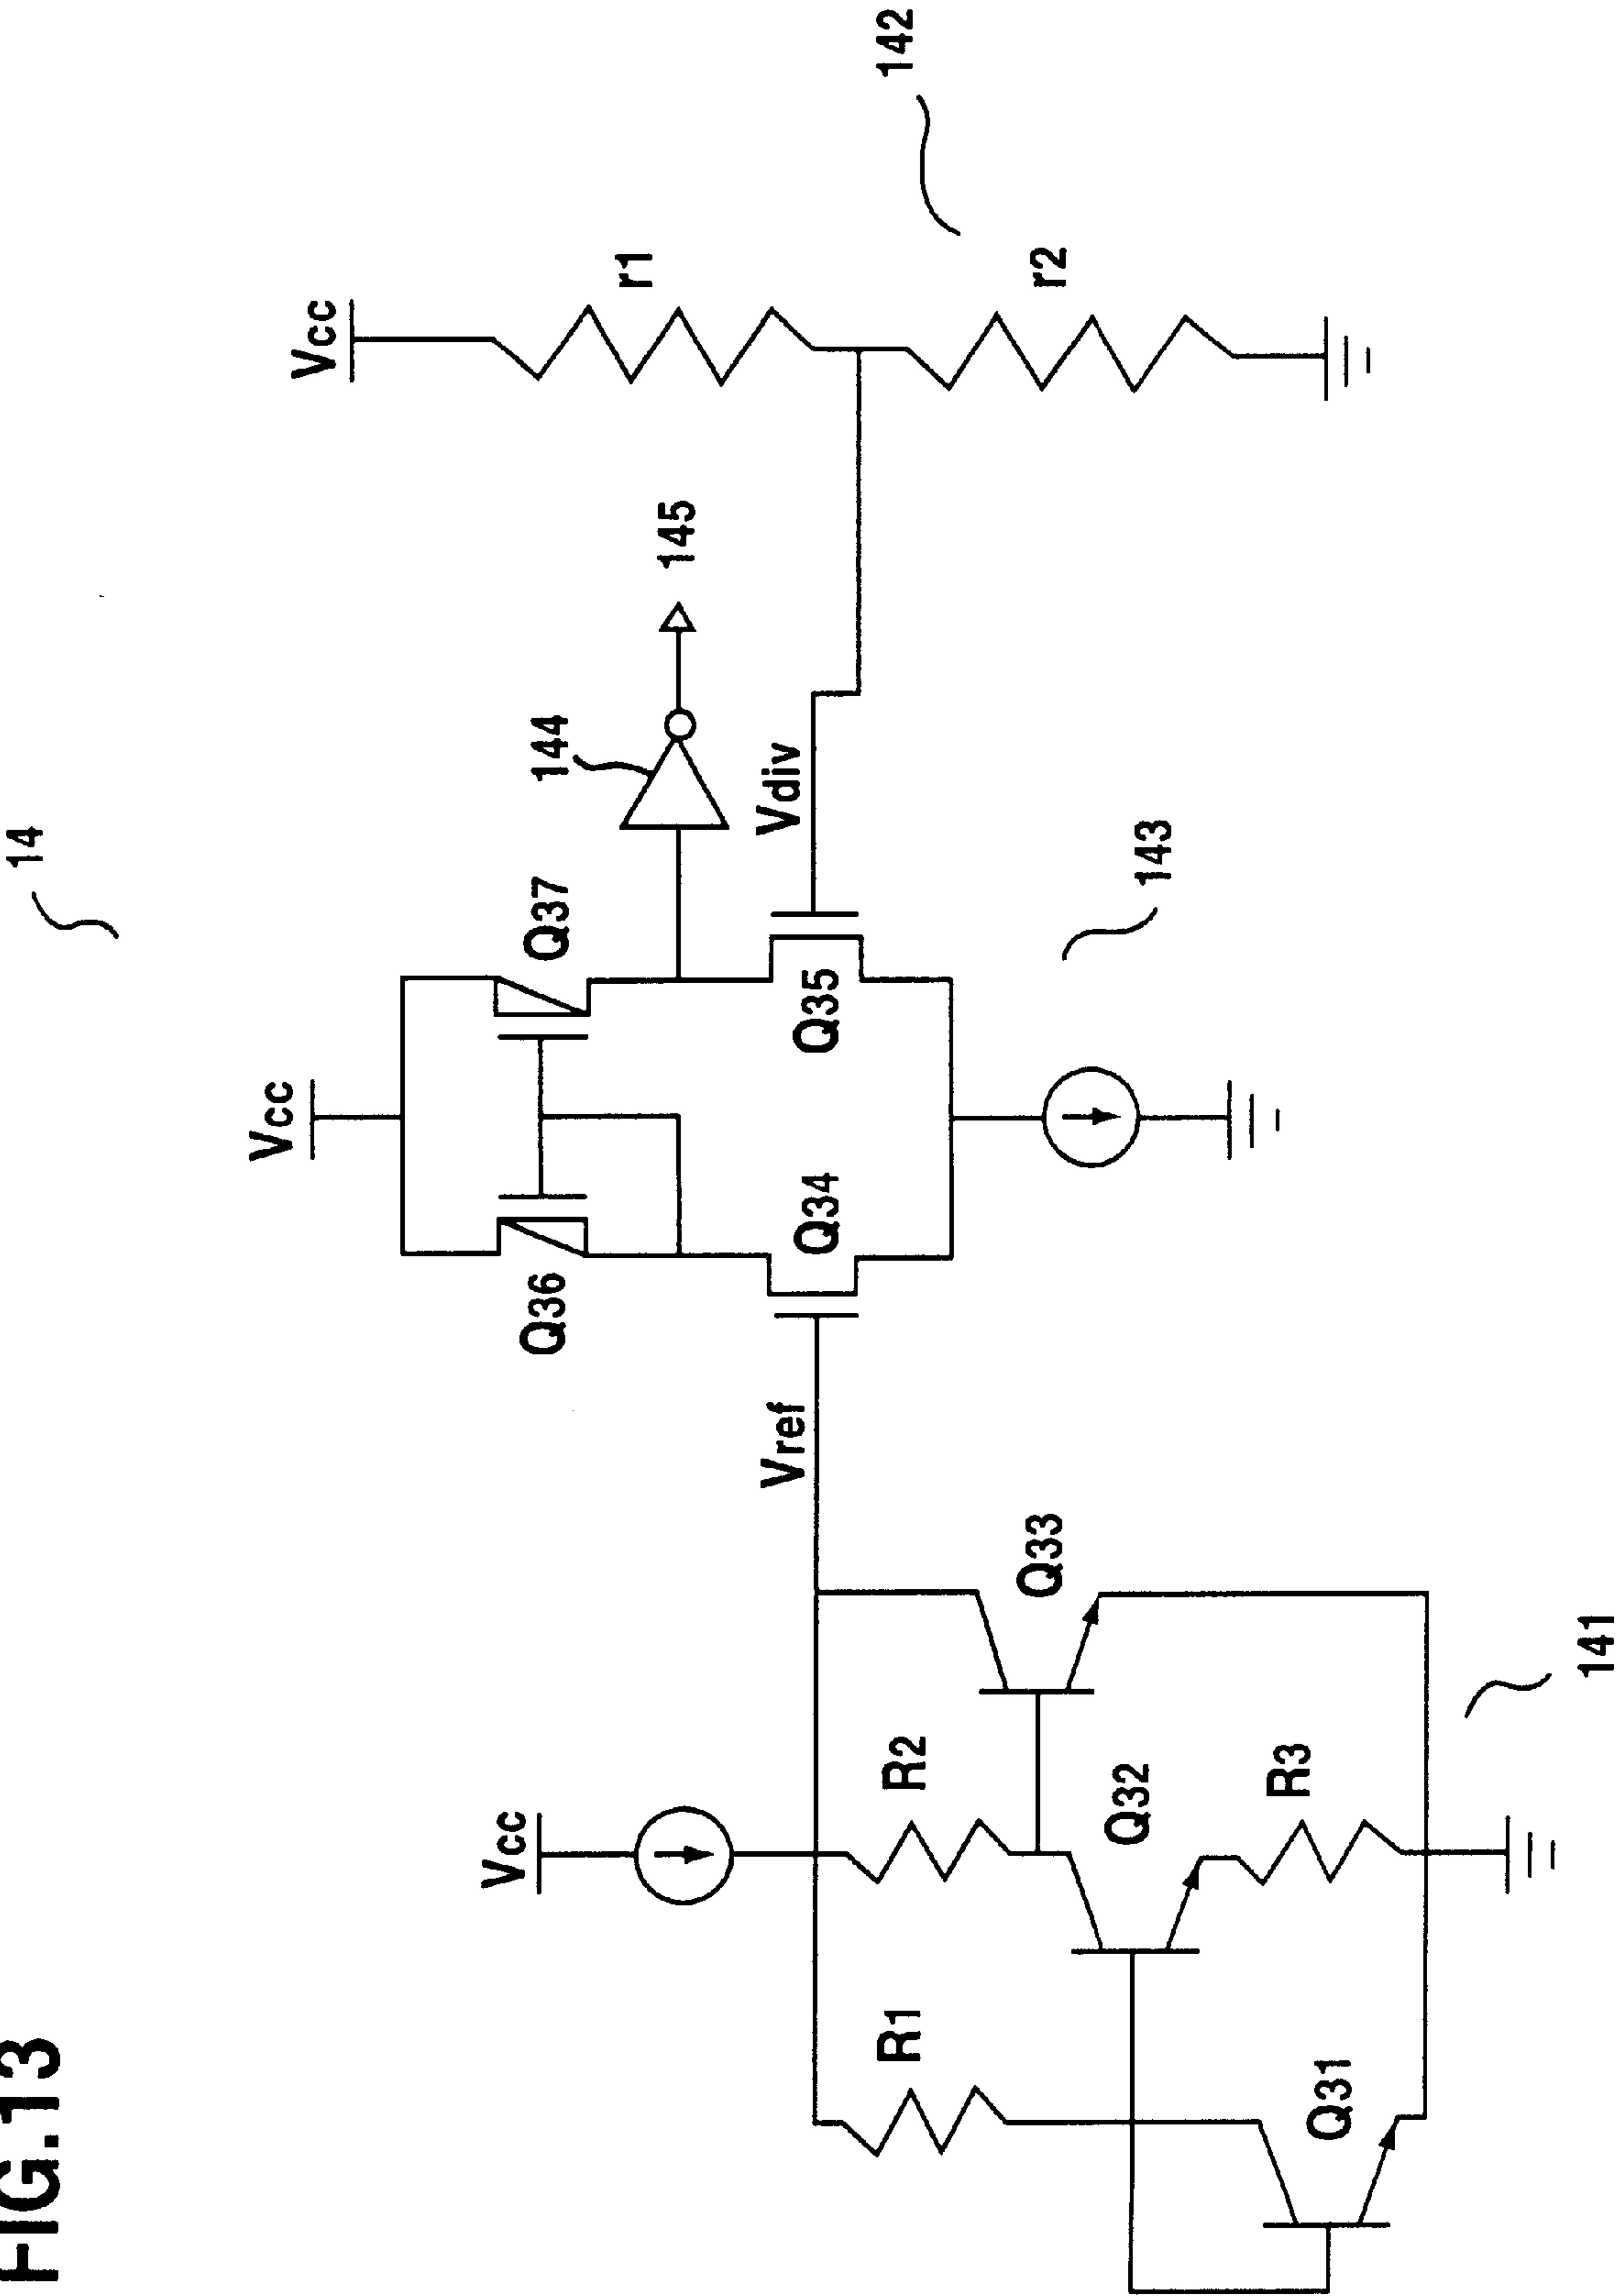 FIG.13
14
Vcc
Vcc
Vcc
R1
R2
R3
Q31
Q32
Q33
141
Vref
Q36
Q37
Q34
Q35
143
144
145
Vdiv
r1
r2
142